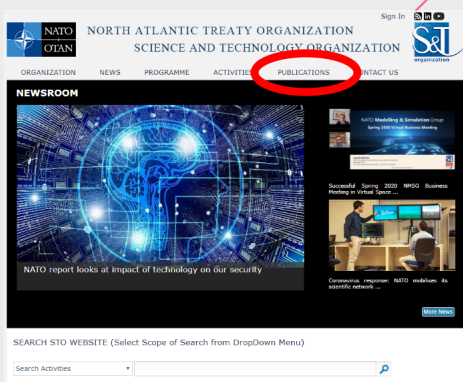 Sign In
NATO
OTAN
NORTH ATLANTIC TREATY ORGANIZATION
SCIENCE AND TECHNOLOGY ORGANIZATION
S&T
organization
ORGANIZATION NEWS PROGRAMME ACTIVITIES PUBLICATIONS CONTACT US
NEWSROOM
NATO Modelling & Simulation Group
Spring 2020 Virtual Business Meeting
Successful Spring 2020 NMSG Business
Meeting in Virtual Space ...
NATO report looks at impact of technology on our security
Coronavirus response: NATO mobilises its
scientific network ...
More News
SEARCH STO WEBSITE (Select Scope of Search from DropDown Menu)
Search Activities